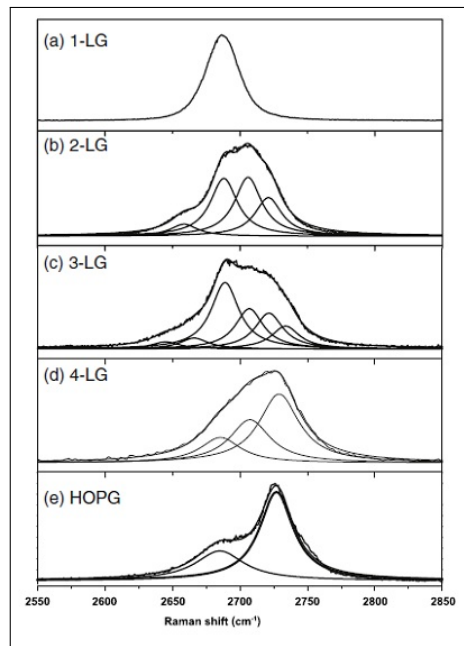 (a) 1-LG
(b) 2-LG
(c) 3-LG
(d) 4-LG
(e) HOPG
2550 2600 2650 2700 2750 2800 2850
Raman shift (cm⁻¹)